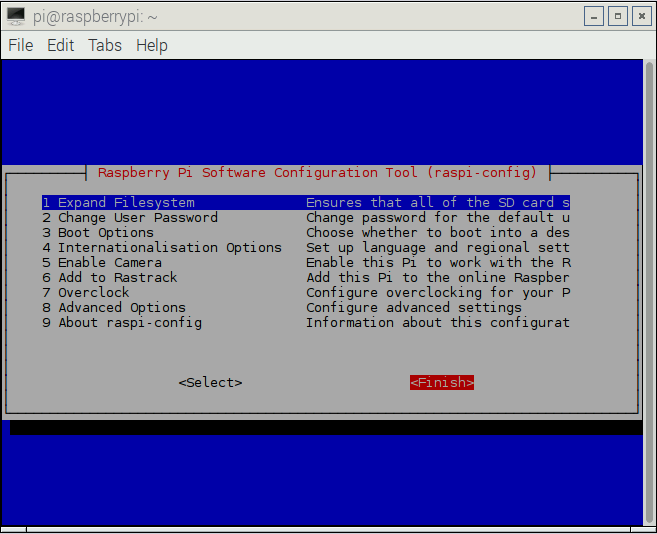 pi@raspberrypi: ~
File Edit Tabs Help
Raspberry Pi Software Configuration Tool (raspi-config)
1 Expand Filesystem Ensures that all of the SD card s
2 Change User Password Change password for the default u
3 Boot Options Choose whether to boot into a des
4 Internationalisation Options Set up language and regional sett
5 Enable Camera Enable this Pi to work with the R
6 Add to Rastrack Add this Pi to the online Raspber
7 Overclock Configure overclocking for your P
8 Advanced Options Configure advanced settings
9 About raspi-config Information about this configurat
<Select> <Finish>